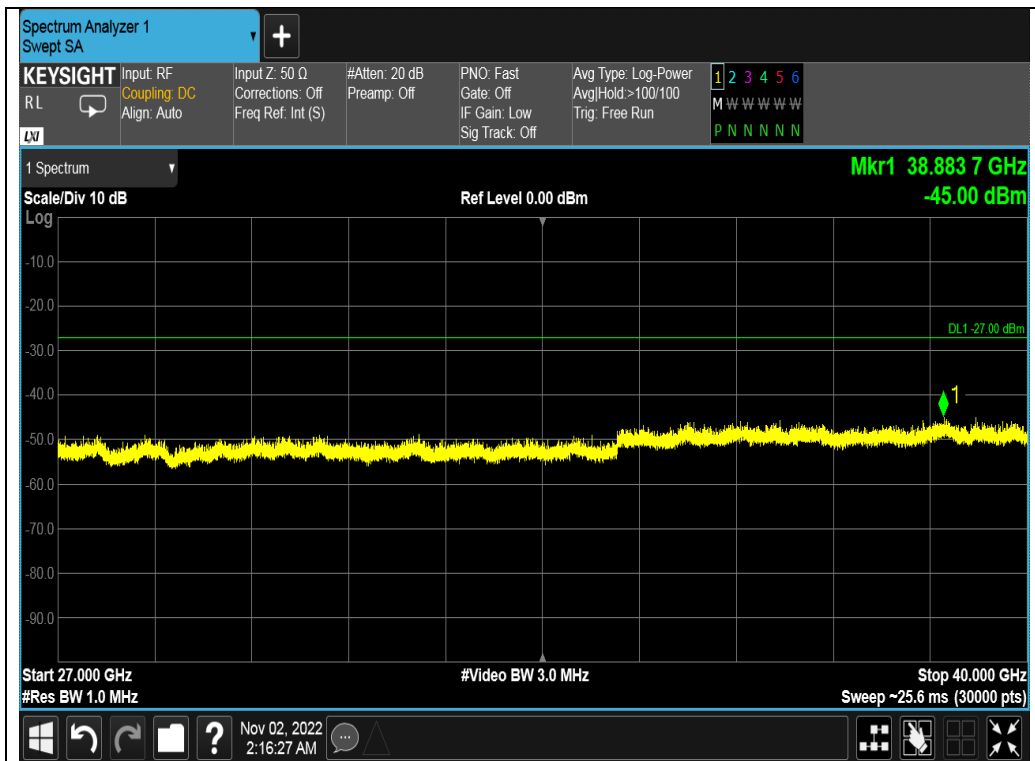 Spectrum Analyzer 1
Swept SA
+
KEYSIGHT
RL
LXI
Input: RF
Coupling: DC
Align: Auto
Input Z: 50 Ω
Corrections: Off
Freq Ref: Int (S)
#Atten: 20 dB
Preamp: Off
PNO: Fast
Gate: Off
IF Gain: Low
Sig Track: Off
Avg Type: Log-Power
Avg|Hold:>100/100
Trig: Free Run
1 2 3 4 5 6
M W W W W W
P N N N N N
1 Spectrum
Mkr1 38.883 7 GHz
Scale/Div 10 dB
Ref Level 0.00 dBm
-45.00 dBm
Log
-10.0
-20.0
DL1 -27.00 dBm
-30.0
-40.0
1
-50.0
-60.0
-70.0
-80.0
-90.0
Start 27.000 GHz
#Video BW 3.0 MHz
Stop 40.000 GHz
#Res BW 1.0 MHz
Sweep ~25.6 ms (30000 pts)
?
Nov 02, 2022
2:16:27 AM